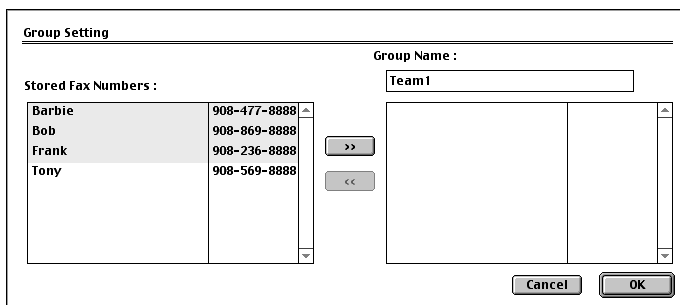 Group Setting
Group Name :
Team1
Stored Fax Numbers :
Barbie 908-477-8888
Bob 908-869-8888
Frank 908-236-8888
Tony 908-569-8888
>>
<<
Cancel OK